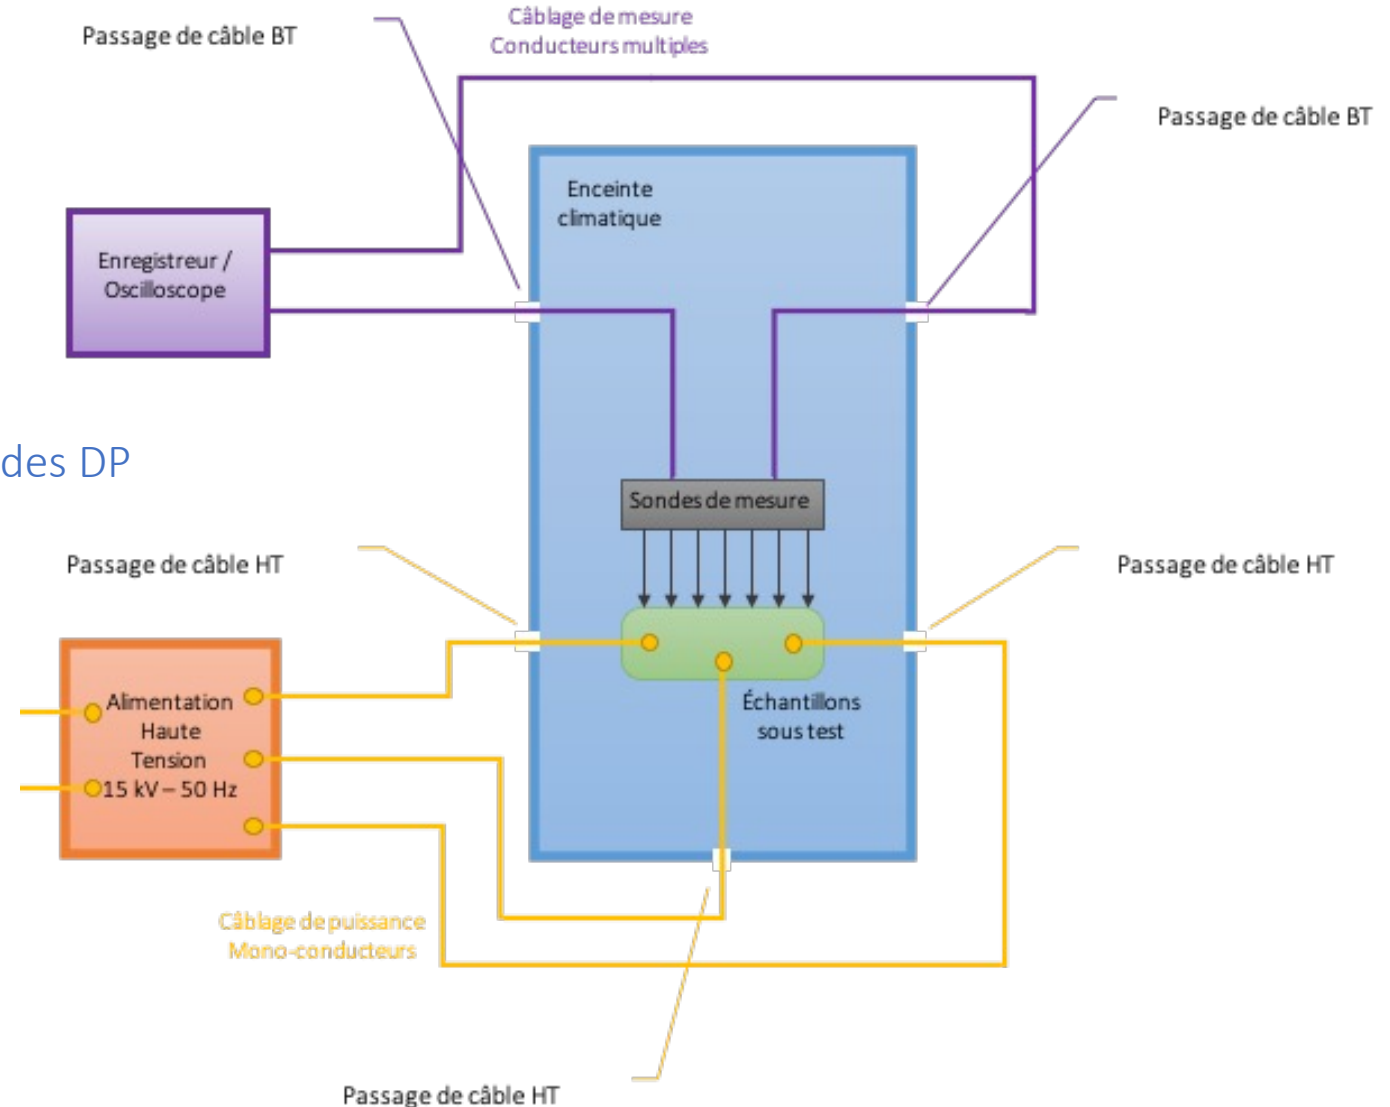 Câblage de mesure
Conducteurs multiples
Passage de câble BT
Passage de câble BT
Enceinte
climatique
Enregistreur /
Oscilloscope
des DP
Sondes de mesure
Passage de câble HT
Passage de câble HT
Alimentation
Haute
Tension
15 kV – 50 Hz
Échantillons
sous test
Câblage de puissance
Mono-conducteurs
Passage de câble HT